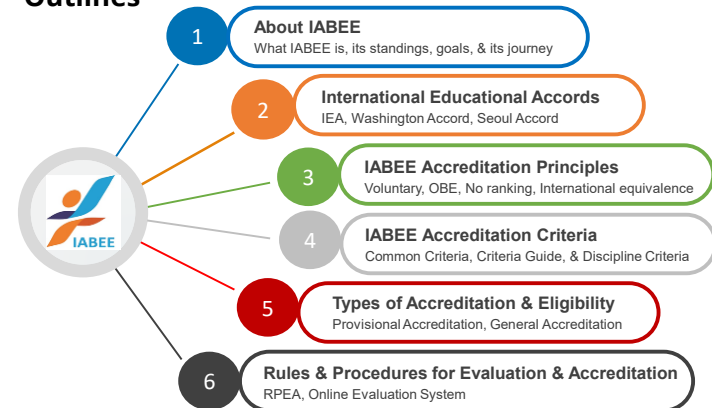 Outlines
1
About IABEE
What IABEE is, its standings, goals, & its journey
2
International Educational Accords
IEA, Washington Accord, Seoul Accord
3
IABEE Accreditation Principles
Voluntary, OBE, No ranking, International equivalence
IABEE
4
IABEE Accreditation Criteria
Common Criteria, Criteria Guide, & Discipline Criteria
5
Types of Accreditation & Eligibility
Provisional Accreditation, General Accreditation
6
Rules & Procedures for Evaluation & Accreditation
RPEA, Online Evaluation System